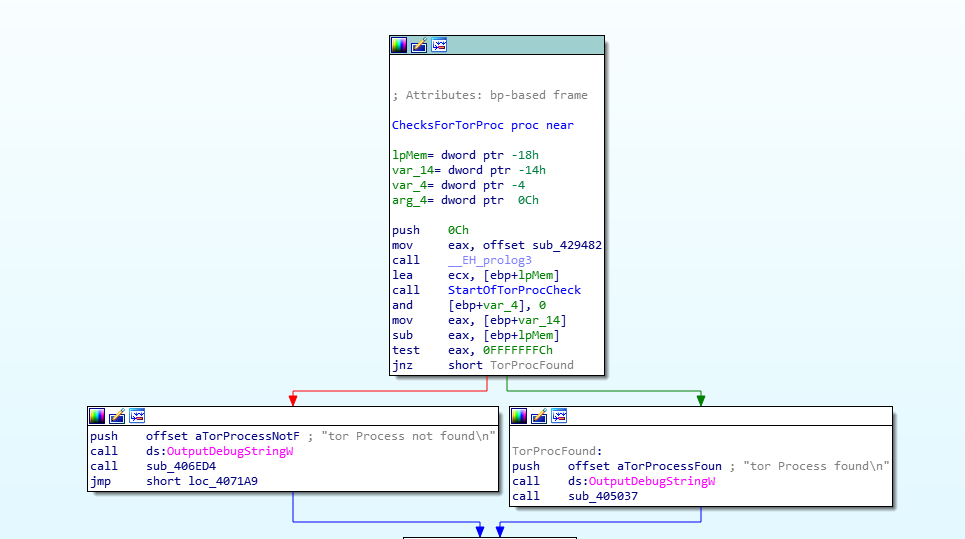 ; Attributes: bp-based frame
ChecksForTorProc proc near
lpMem= dword ptr -18h
var_14= dword ptr -14h
var_4= dword ptr -4
arg_4= dword ptr  0Ch
push    0Ch
mov     eax, offset sub_429482
call    __EH_prolog3
lea     ecx, [ebp+lpMem]
call    StartOfTorProcCheck
and     [ebp+var_4], 0
mov     eax, [ebp+var_14]
sub     eax, [ebp+lpMem]
test    eax, 0FFFFFFFCh
jnz     short TorProcFound
push    offset aTorProcessNotF ; "tor Process not found\n"
call    ds:OutputDebugStringW
call    sub_406ED4
jmp     short loc_4071A9
TorProcFound:
push    offset aTorProcessFoun ; "tor Process found\n"
call    ds:OutputDebugStringW
call    sub_405037